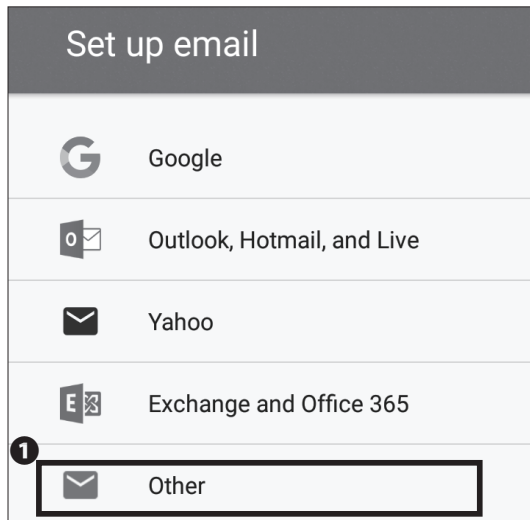 Set up email
Google
Outlook, Hotmail, and Live
Yahoo
Exchange and Office 365
1
Other